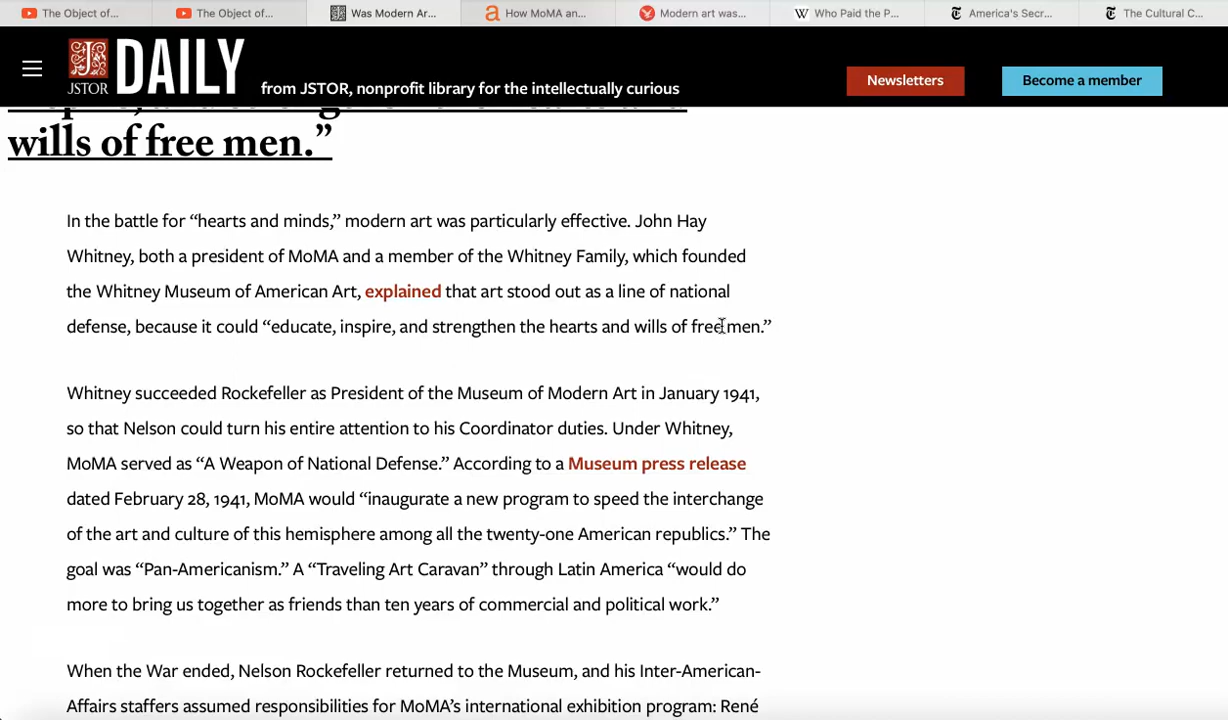 The Object of...
The Object of...
Was Modern Ar...
How MoMA an...
Modern art was...
W Who Paid the P...
America's Secr...
The Cultural C...
J
JSTOR DAILY
from JSTOR, nonprofit library for the intellectually curious
Newsletters
Become a member
wills of free men.”
In the battle for “hearts and minds,” modern art was particularly effective. John Hay
Whitney, both a president of MoMA and a member of the Whitney Family, which founded
the Whitney Museum of American Art, explained that art stood out as a line of national
defense, because it could “educate, inspire, and strengthen the hearts and wills of free men.”
Whitney succeeded Rockefeller as President of the Museum of Modern Art in January 1941,
so that Nelson could turn his entire attention to his Coordinator duties. Under Whitney,
MoMA served as “A Weapon of National Defense.” According to a Museum press release
dated February 28, 1941, MoMA would “inaugurate a new program to speed the interchange
of the art and culture of this hemisphere among all the twenty-one American republics.” The
goal was “Pan-Americanism.” A “Traveling Art Caravan” through Latin America “would do
more to bring us together as friends than ten years of commercial and political work.”
When the War ended, Nelson Rockefeller returned to the Museum, and his Inter-American-
Affairs staffers assumed responsibilities for MoMA’s international exhibition program: René